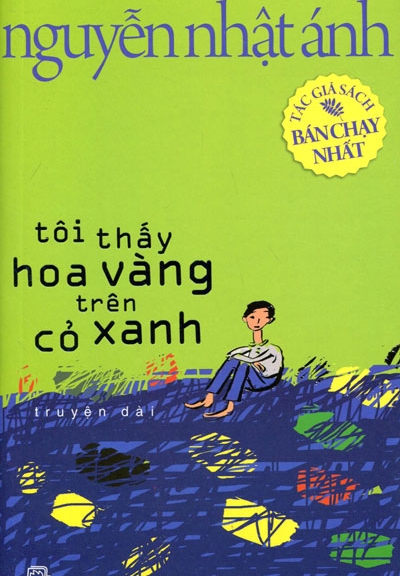 nguyễn nhật ánh
TÁC GIẢ SÁCH
BÁN CHẠY
NHẤT
tôi thấy
hoa vàng
trên
cỏ xanh
truyện dài